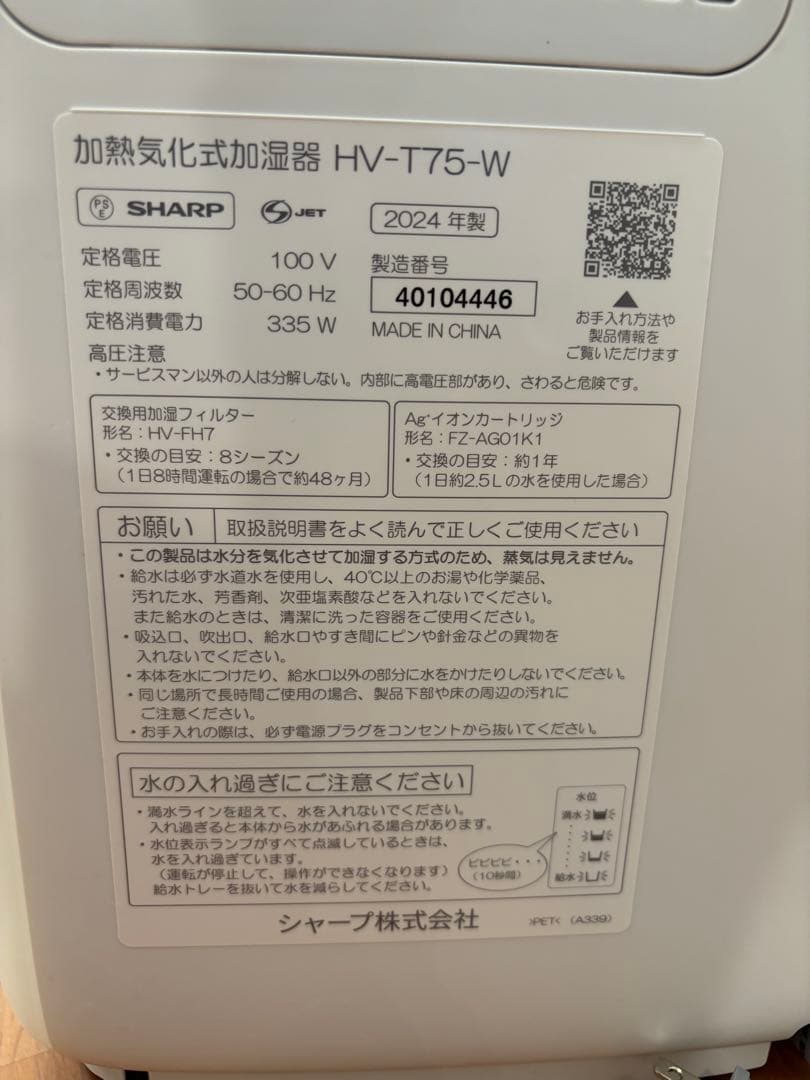 加熱気化式加湿器 HV-T75-W
PSE SHARP
S JET
2024年製
定格電圧 100 V
定格周波数 50-60 Hz
定格消費電力 335 W
製造番号
40104446
MADE IN CHINA
お手入れ方法や
製品情報を
ご覧いただけます
高圧注意
・サービスマン以外の人は分解しない。内部に高電圧部があり、さわると危険です。
交換用加湿フィルター
形名：HV-FH7
・交換の目安：8シーズン
（1日8時間運転の場合で約48ヶ月）
Ag⁺イオンカートリッジ
形名：FZ-AG01K1
・交換の目安：約1年
（1日約2.5Lの水を使用した場合）
お願い 取扱説明書をよく読んで正しくご使用ください
・この製品は水分を気化させて加湿する方式のため、蒸気は見えません。
・給水は必ず水道水を使用し、40℃以上のお湯や化学薬品、
汚れた水、芳香剤、次亜塩素酸などを入れないでください。
また給水のときは、清潔に洗った容器をご使用ください。
・吸込口、吹出口、給水口やすき間にピンや針金などの異物を
入れないでください。
・本体を水につけたり、給水口以外の部分に水をかけたりしないでください。
・同じ場所で長時間ご使用の場合、製品下部や床の周辺の汚れに
ご注意ください。
・お手入れの際は、必ず電源プラグをコンセントから抜いてください。
水の入れ過ぎにご注意ください
・満水ラインを超えて、水を入れないでください。
入れ過ぎると本体から水があふれる場合があります。
・水位表示ランプがすべて点滅しているときは、
水を入れ過ぎています。
（運転が停止して、操作ができなくなります）
給水トレーを抜いて水を減らしてください。
ピピピピ・・・
（10秒間）
水位
満水
給水
シャープ株式会社
>PET< (A339)